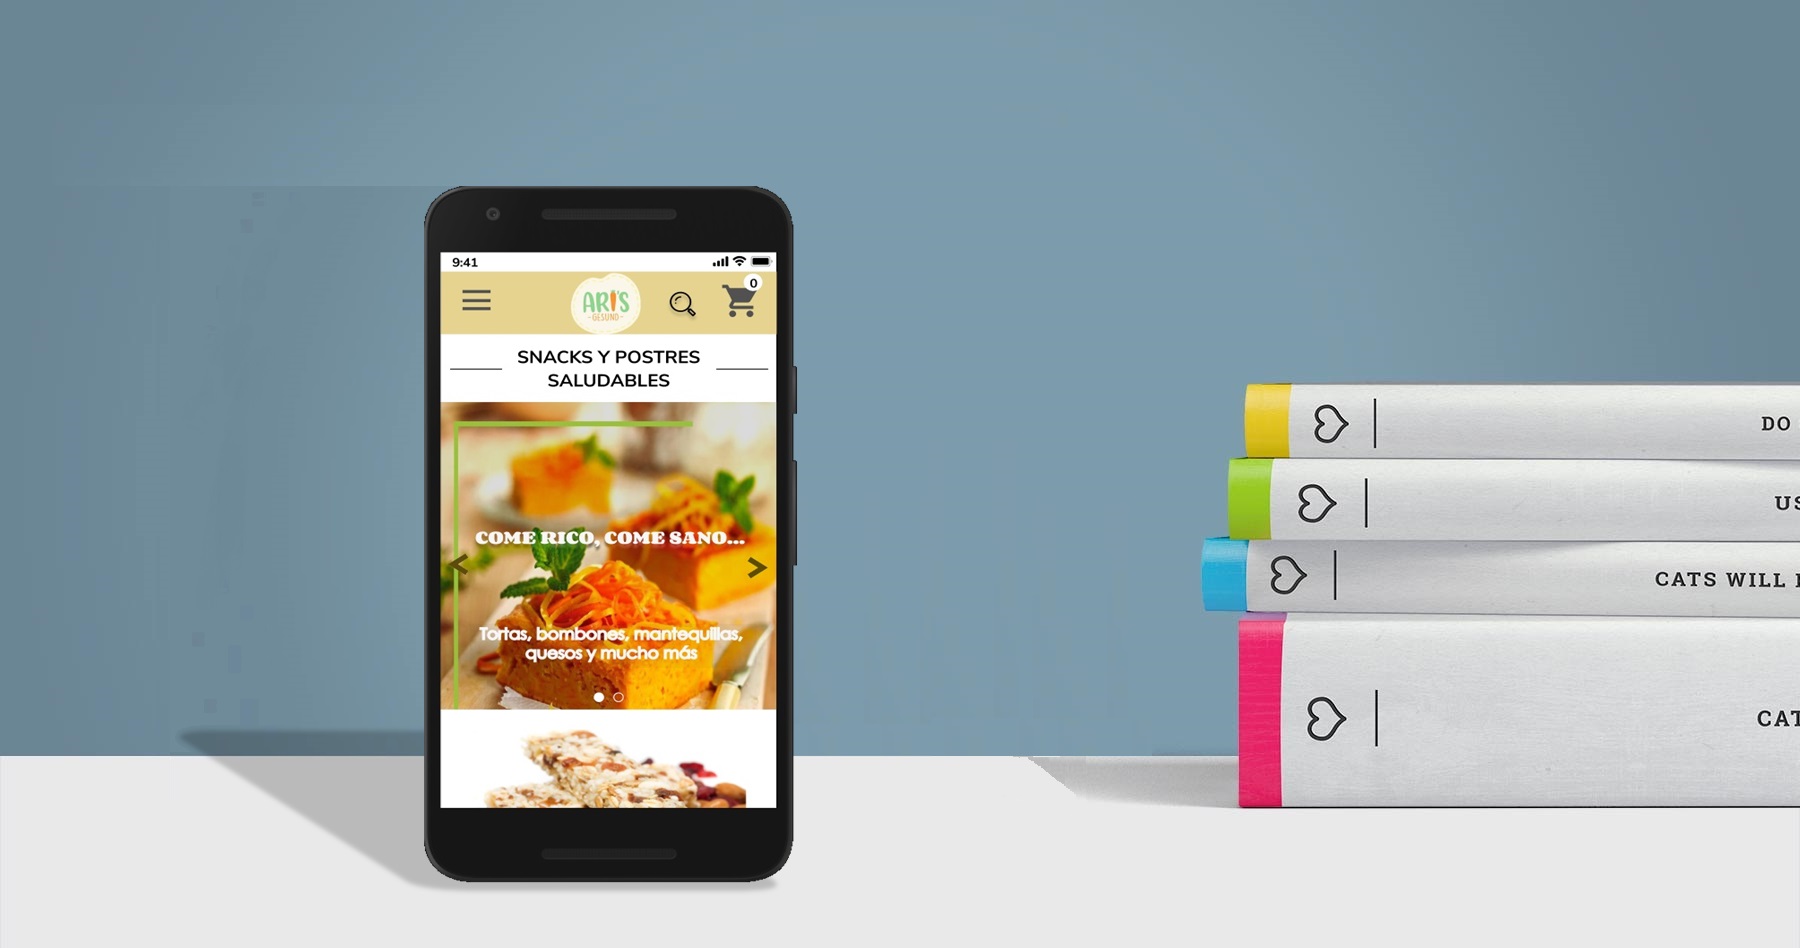 9:41
0
ARI'S
-GESUND-
SNACKS Y POSTRES
SALUDABLES
COME RICO, COME SANO...
Tortas, bombones, mantequillas,
quesos y mucho más
DO
US
CATS WILL
CAT